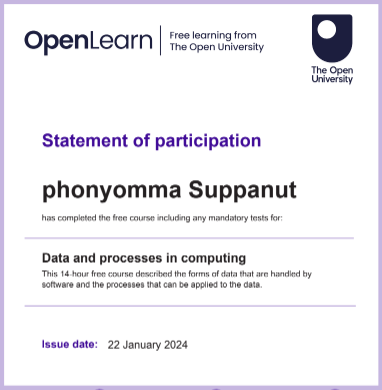 OpenLearn
Free learning from
The Open University
The Open
University
Statement of participation
phonyomma Suppanut
has completed the free course including any mandatory tests for:
Data and processes in computing
This 14-hour free course described the forms of data that are handled by
software and the processes that can be applied to the data.
Issue date: 22 January 2024